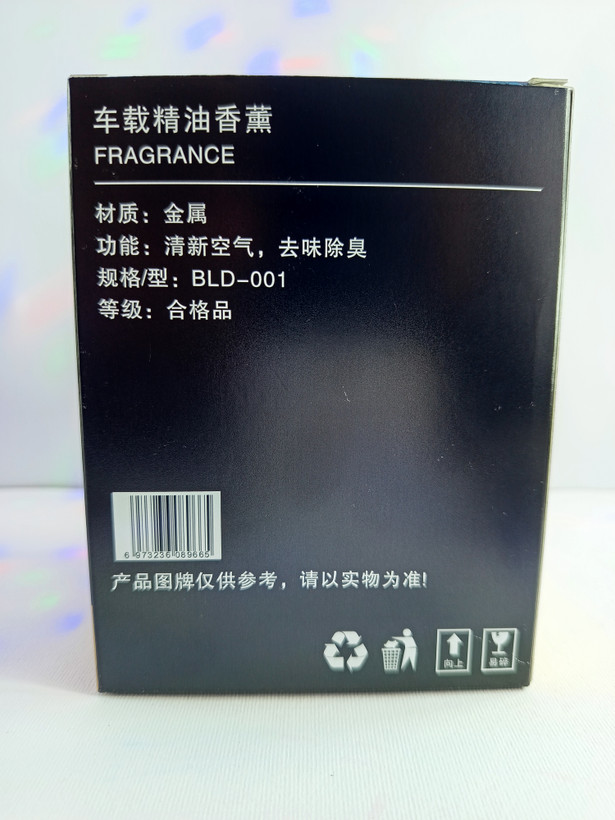 车载精油香薰
FRAGRANCE
材质：金属
功能：清新空气，去味除臭
规格/型：BLD-001
等级：合格品
6 973236 089665
产品图牌仅供参考，请以实物为准!
向上
易碎